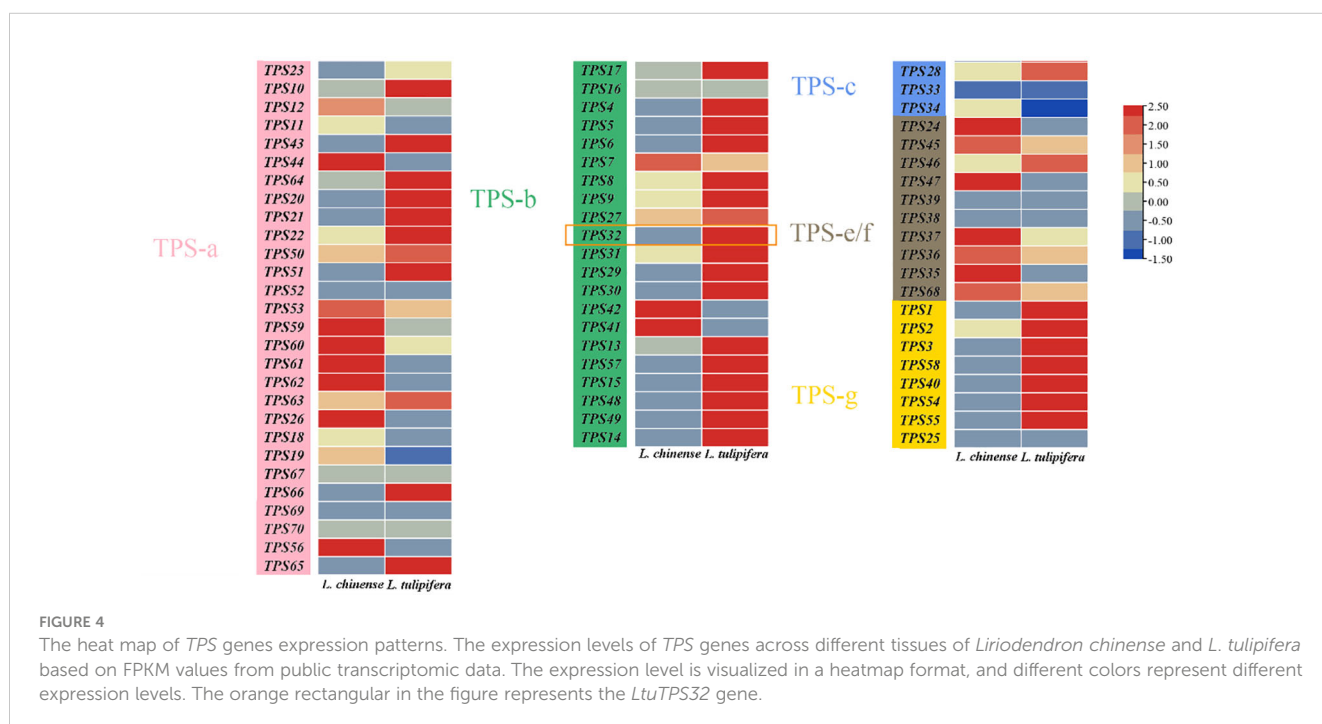 TPS-a
TPS23
TPS10
TPS12
TPS11
TPS43
TPS44
TPS64
TPS20
TPS21
TPS22
TPS50
TPS51
TPS52
TPS53
TPS59
TPS60
TPS61
TPS62
TPS63
TPS26
TPS18
TPS19
TPS67
TPS66
TPS69
TPS70
TPS56
TPS65
L. chinense L. tulipifera
TPS-b
TPS17
TPS16
TPS4
TPS5
TPS6
TPS7
TPS8
TPS9
TPS27
TPS32
TPS31
TPS29
TPS30
TPS42
TPS41
TPS13
TPS57
TPS15
TPS48
TPS49
TPS14
L. chinense L. tulipifera
TPS-c
TPS-e/f
TPS-g
TPS28
TPS33
TPS34
TPS24
TPS45
TPS46
TPS47
TPS39
TPS38
TPS37
TPS36
TPS35
TPS68
TPS1
TPS2
TPS3
TPS58
TPS40
TPS54
TPS55
TPS25
L. chinense L. tulipifera
2.50
2.00
1.50
1.00
0.50
0.00
-0.50
-1.00
-1.50
FIGURE 4
The heat map of TPS genes expression patterns. The expression levels of TPS genes across different tissues of Liriodendron chinense and L. tulipifera
based on FPKM values from public transcriptomic data. The expression level is visualized in a heatmap format, and different colors represent different
expression levels. The orange rectangular in the figure represents the LtuTPS32 gene.